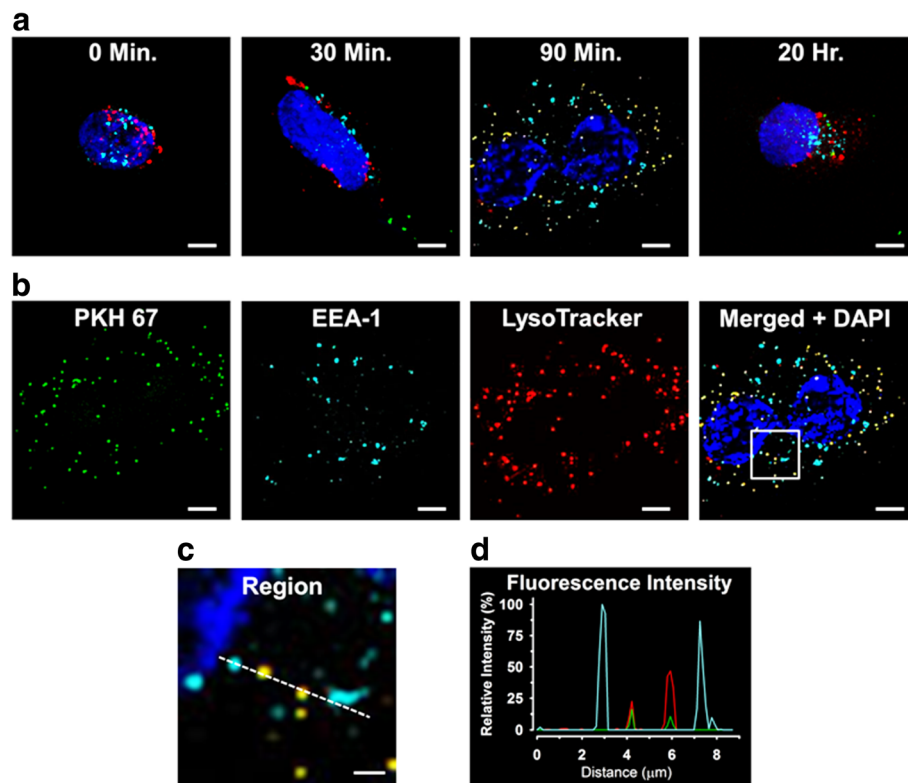 a
0 Min.
30 Min.
90 Min.
20 Hr.
b
PKH 67
EEA-1
LysoTracker
Merged + DAPI
c
Region
d
Fluorescence Intensity
Relative Intensity (%)
100
75
50
25
0
0 2 4 6 8
Distance (μm)